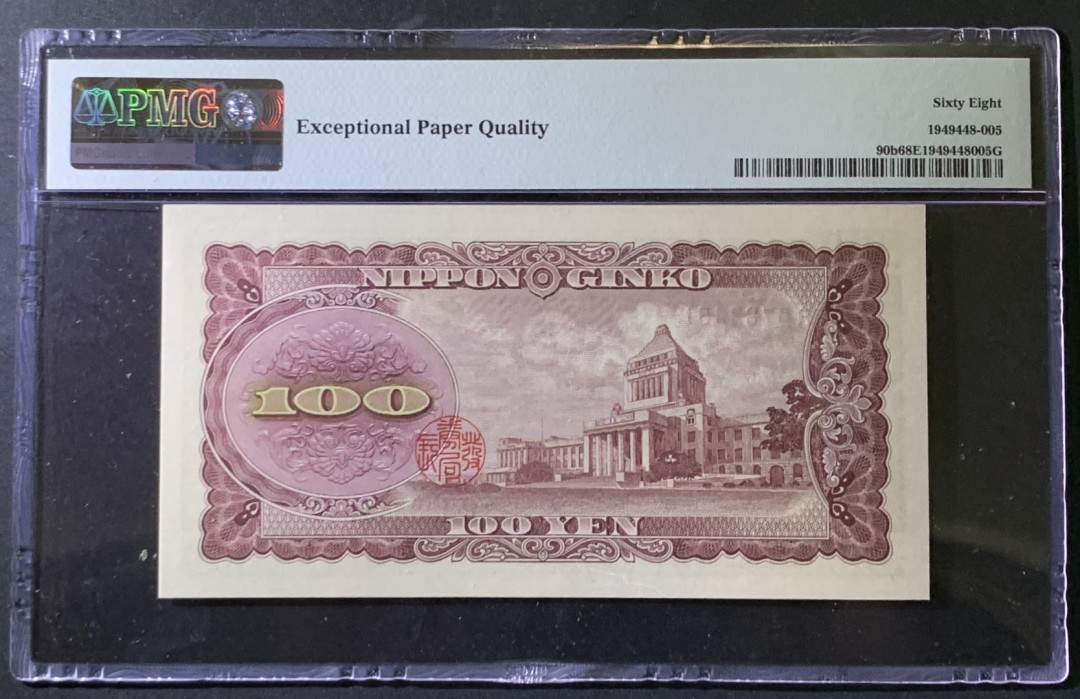 PMG
Exceptional Paper Quality
Sixty Eight
1949448-005
90b68E1949448005G
NIPPON GINKO
100
100 YEN